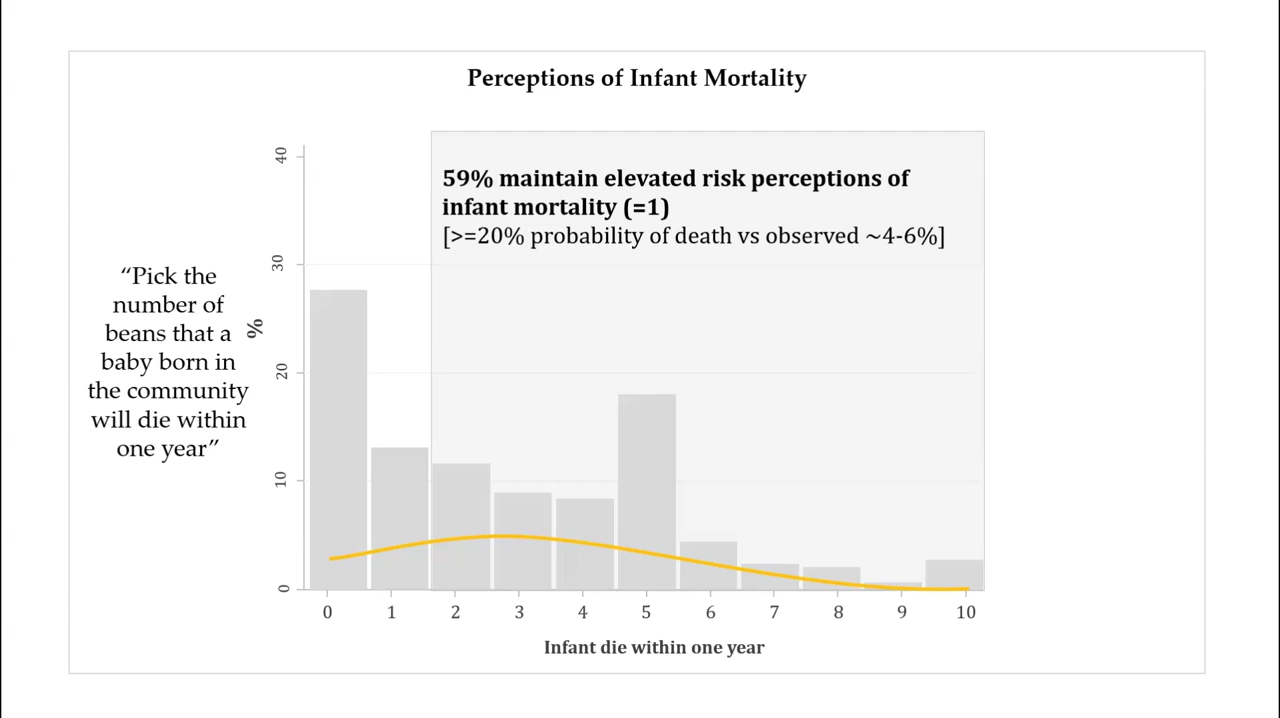 Perceptions of Infant Mortality
59% maintain elevated risk perceptions of
infant mortality (=1)
[>=20% probability of death vs observed ~4-6%]
“Pick the
number of
beans that a
baby born in
the community
will die within
one year”
%
40
30
20
10
0
0 1 2 3 4 5 6 7 8 9 10
Infant die within one year